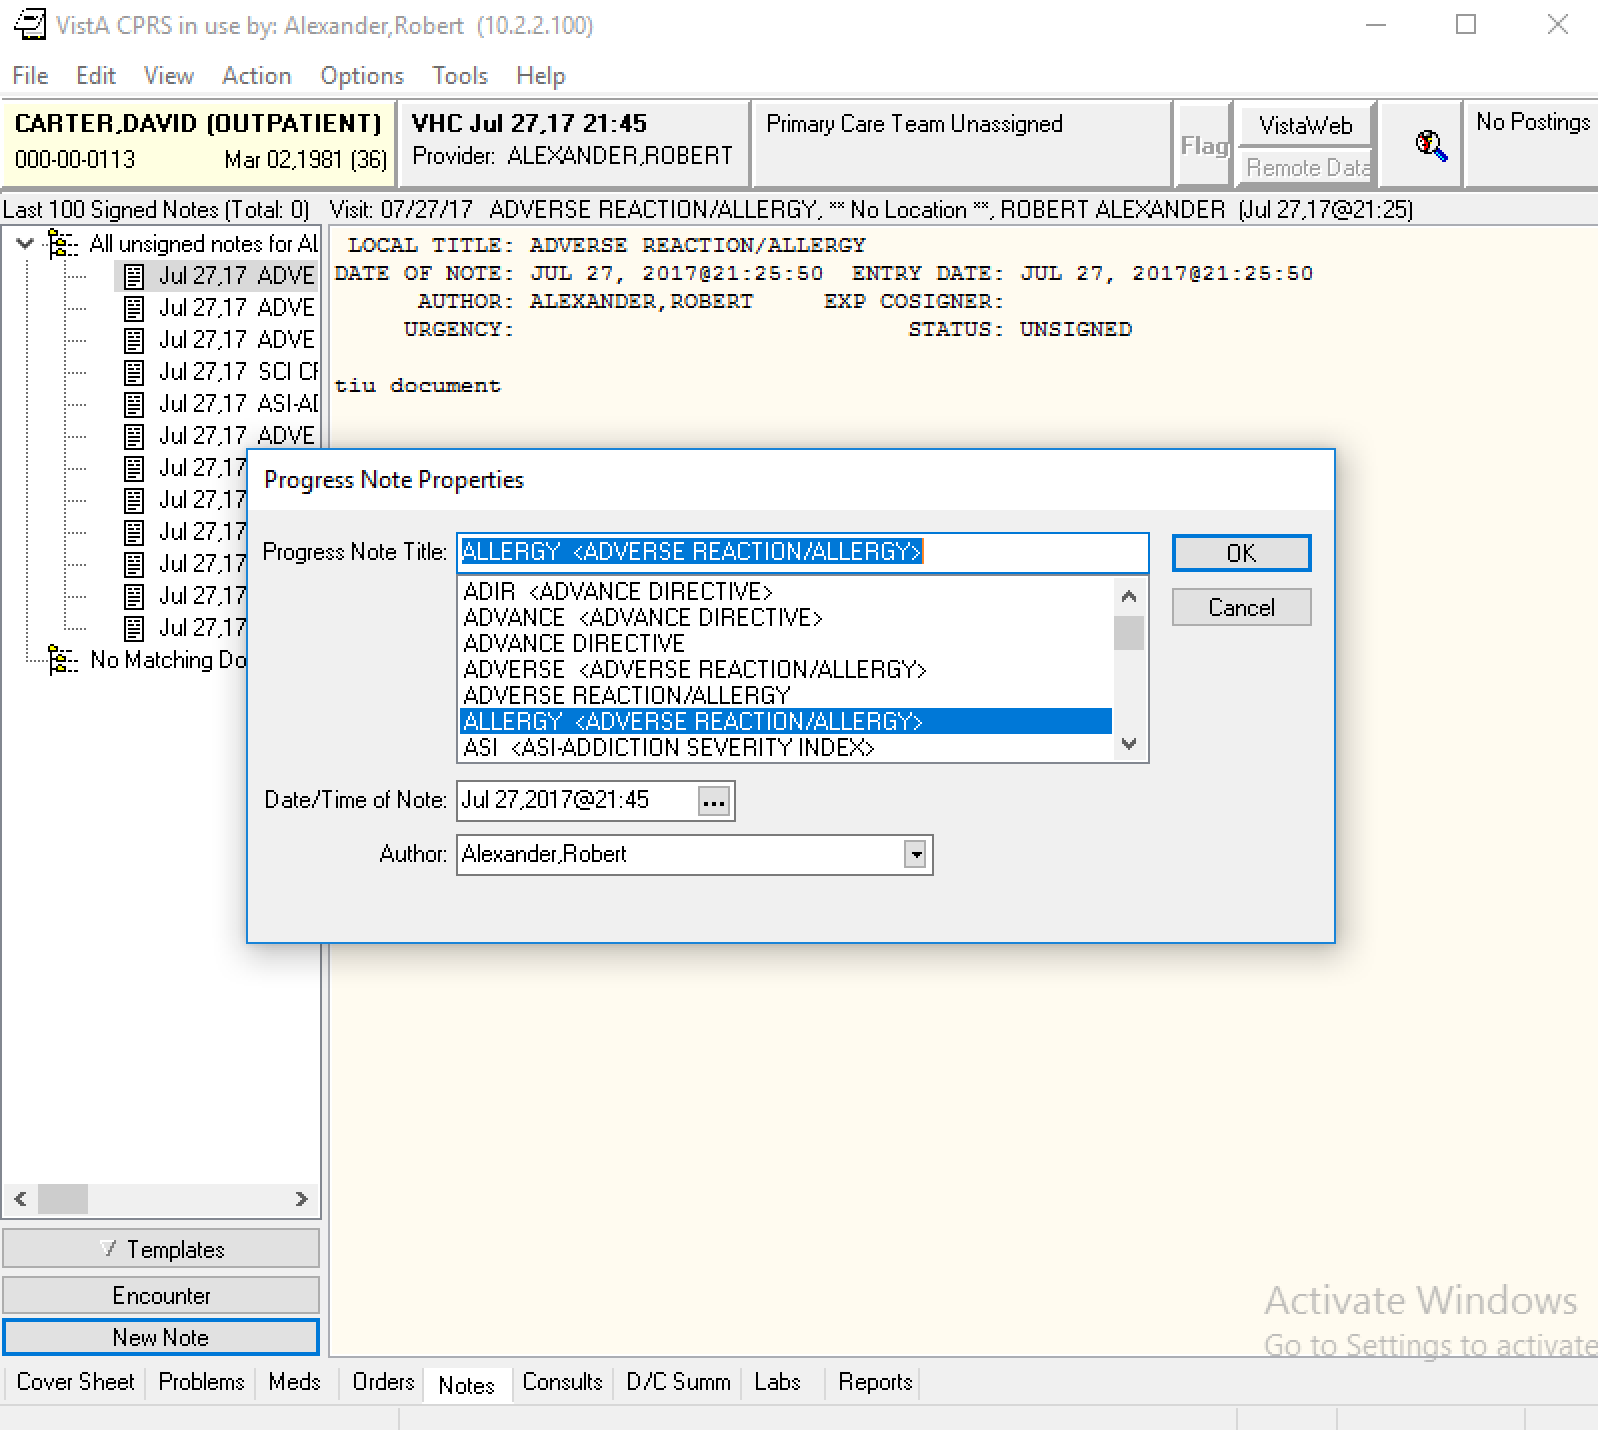 VistA CPRS in use by: Alexander,Robert (10.2.2.100)
File Edit View Action Options Tools Help
CARTER,DAVID (OUTPATIENT)
000-00-0113 Mar 02,1981 (36)
VHC Jul 27,17 21:45
Provider: ALEXANDER,ROBERT
Primary Care Team Unassigned
Flag
VistaWeb
Remote Data
No Postings
Last 100 Signed Notes (Total: 0)
Visit: 07/27/17 ADVERSE REACTION/ALLERGY, ** No Location **, ROBERT ALEXANDER (Jul 27,17@21:25)
All unsigned notes for AL
Jul 27,17 ADVE
Jul 27,17 ADVE
Jul 27,17 ADVE
Jul 27,17 SCI CF
Jul 27,17 ASI-AD
Jul 27,17 ADVE
Jul 27,17
Jul 27,17
Jul 27,17
Jul 27,17
Jul 27,17
Jul 27,17
No Matching Do
LOCAL TITLE: ADVERSE REACTION/ALLERGY
DATE OF NOTE: JUL 27, 2017@21:25:50 ENTRY DATE: JUL 27, 2017@21:25:50
AUTHOR: ALEXANDER,ROBERT EXP COSIGNER:
URGENCY: STATUS: UNSIGNED
tiu document
Progress Note Properties
Progress Note Title: ALLERGY <ADVERSE REACTION/ALLERGY>
ADIR <ADVANCE DIRECTIVE>
ADVANCE <ADVANCE DIRECTIVE>
ADVANCE DIRECTIVE
ADVERSE <ADVERSE REACTION/ALLERGY>
ADVERSE REACTION/ALLERGY
ALLERGY <ADVERSE REACTION/ALLERGY>
ASI <ASI-ADDICTION SEVERITY INDEX>
OK
Cancel
Date/Time of Note: Jul 27,2017@21:45 ...
Author: Alexander,Robert
Templates
Encounter
New Note
Activate Windows
Go to Settings to activate
Cover Sheet Problems Meds Orders Notes Consults D/C Summ Labs Reports